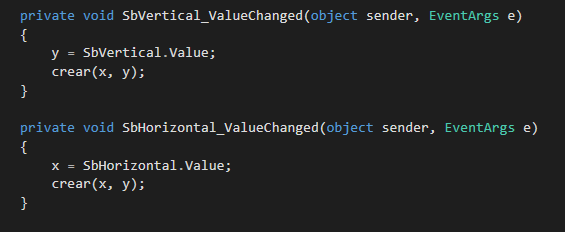 private void SbVertical_ValueChanged(object sender, EventArgs e)
{
    y = SbVertical.Value;
    crear(x, y);
}

private void SbHorizontal_ValueChanged(object sender, EventArgs e)
{
    x = SbHorizontal.Value;
    crear(x, y);
}